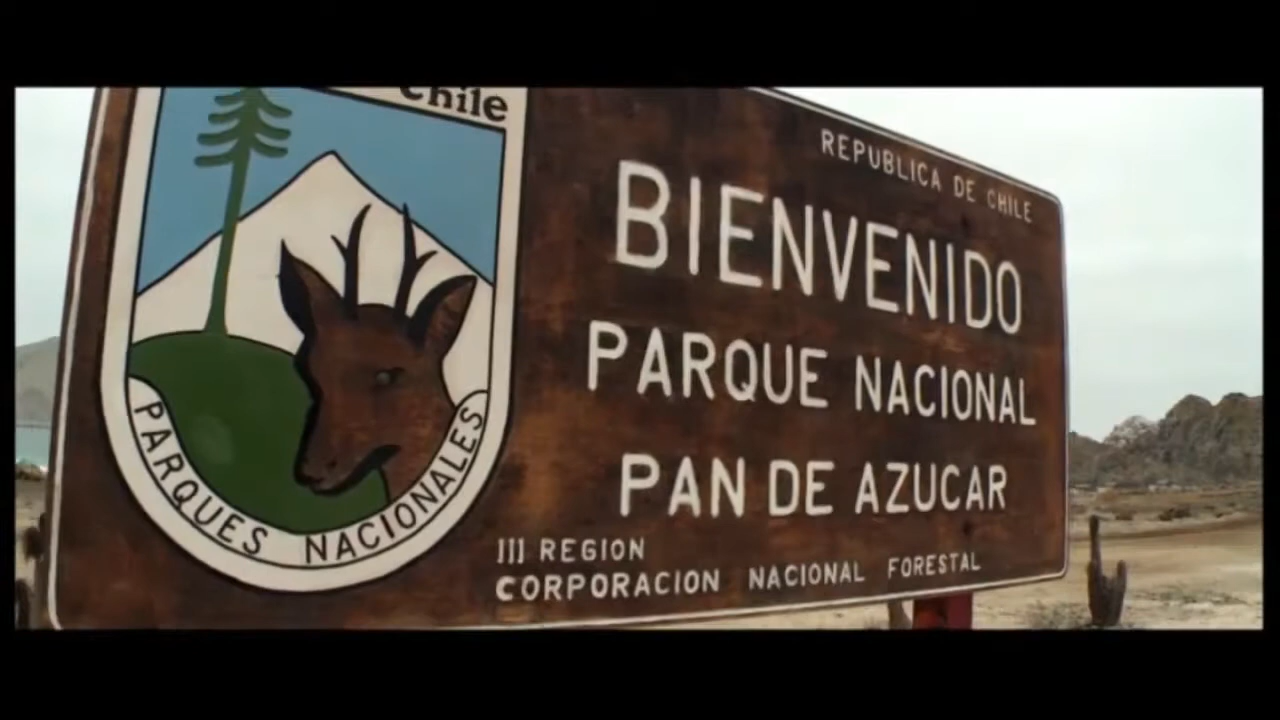 Chile
PARQUES NACIONALES
REPUBLICA DE CHILE
BIENVENIDO
PARQUE NACIONAL
PAN DE AZUCAR
III REGION
CORPORACION NACIONAL FORESTAL